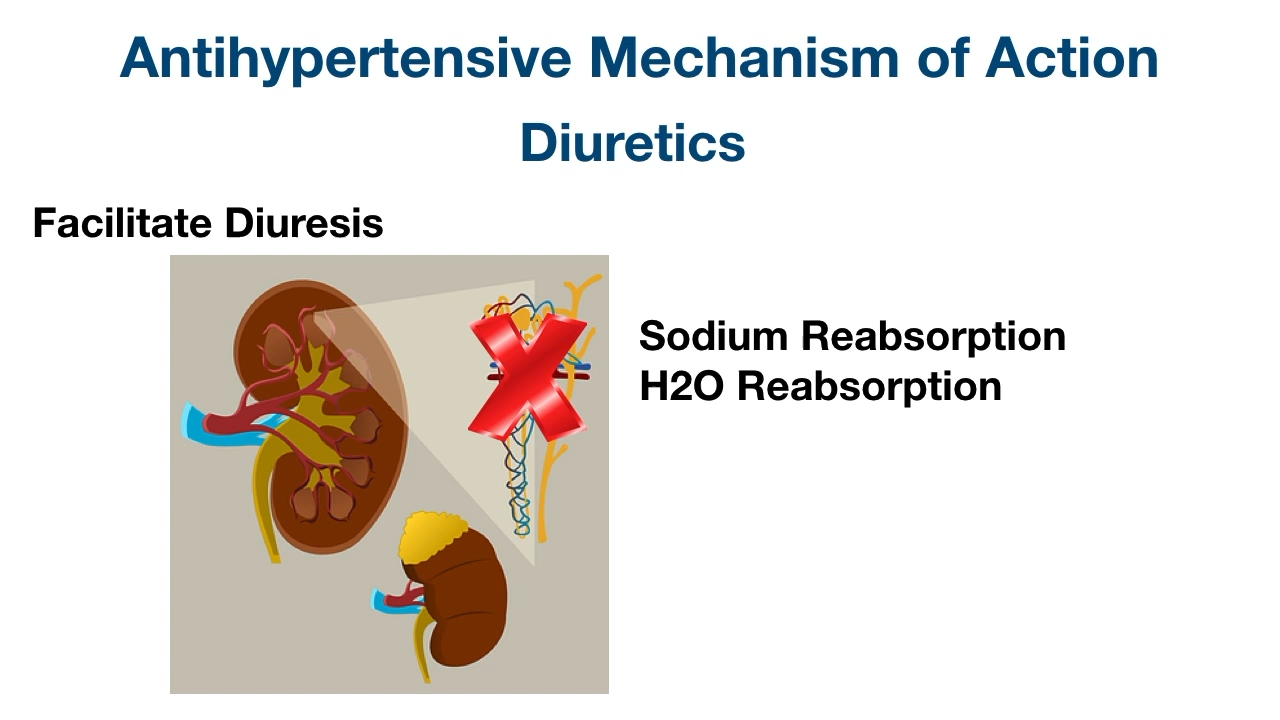 Antihypertensive Mechanism of Action
Diuretics
Facilitate Diuresis
Sodium Reabsorption
H2O Reabsorption